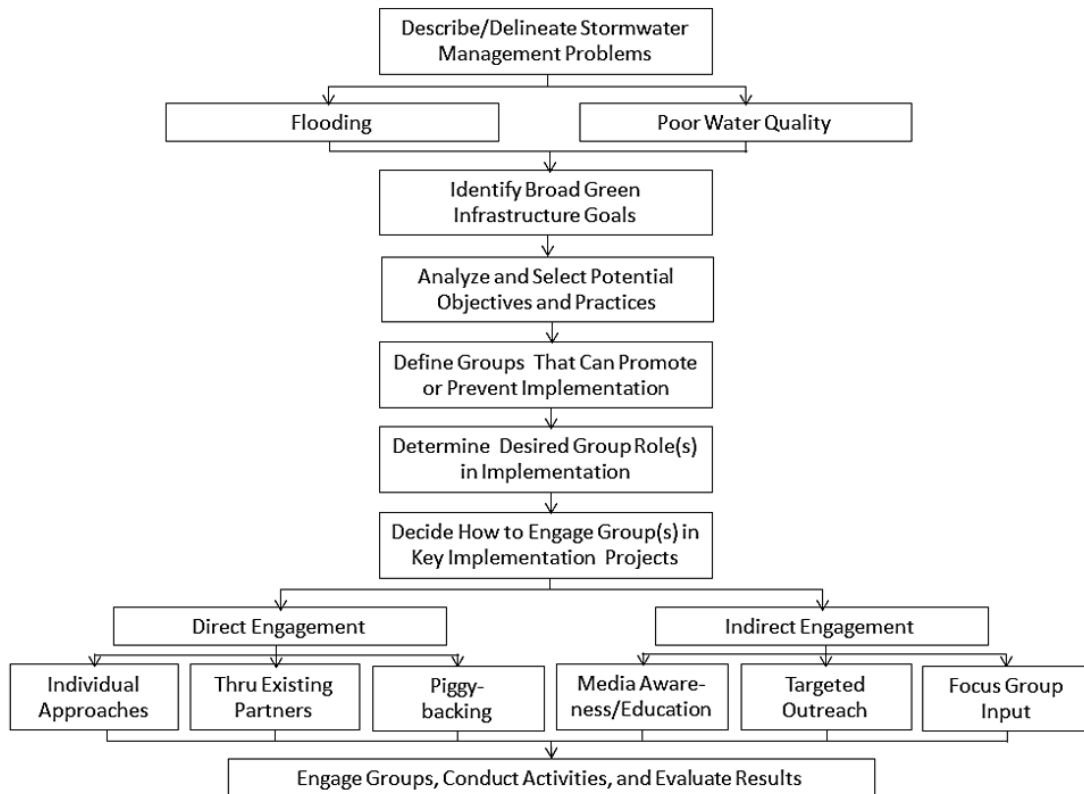 Describe/Delineate Stormwater
Management Problems
Flooding
Poor Water Quality
Identify Broad Green
Infrastructure Goals
Analyze and Select Potential
Objectives and Practices
Define Groups That Can Promote
or Prevent Implementation
Determine Desired Group Role(s)
in Implementation
Decide How to Engage Group(s) in
Key Implementation Projects
Direct Engagement
Indirect Engagement
Individual
Approaches
Thru Existing
Partners
Piggy-
backing
Media Aware-
ness/Education
Targeted
Outreach
Focus Group
Input
Engage Groups, Conduct Activities, and Evaluate Results